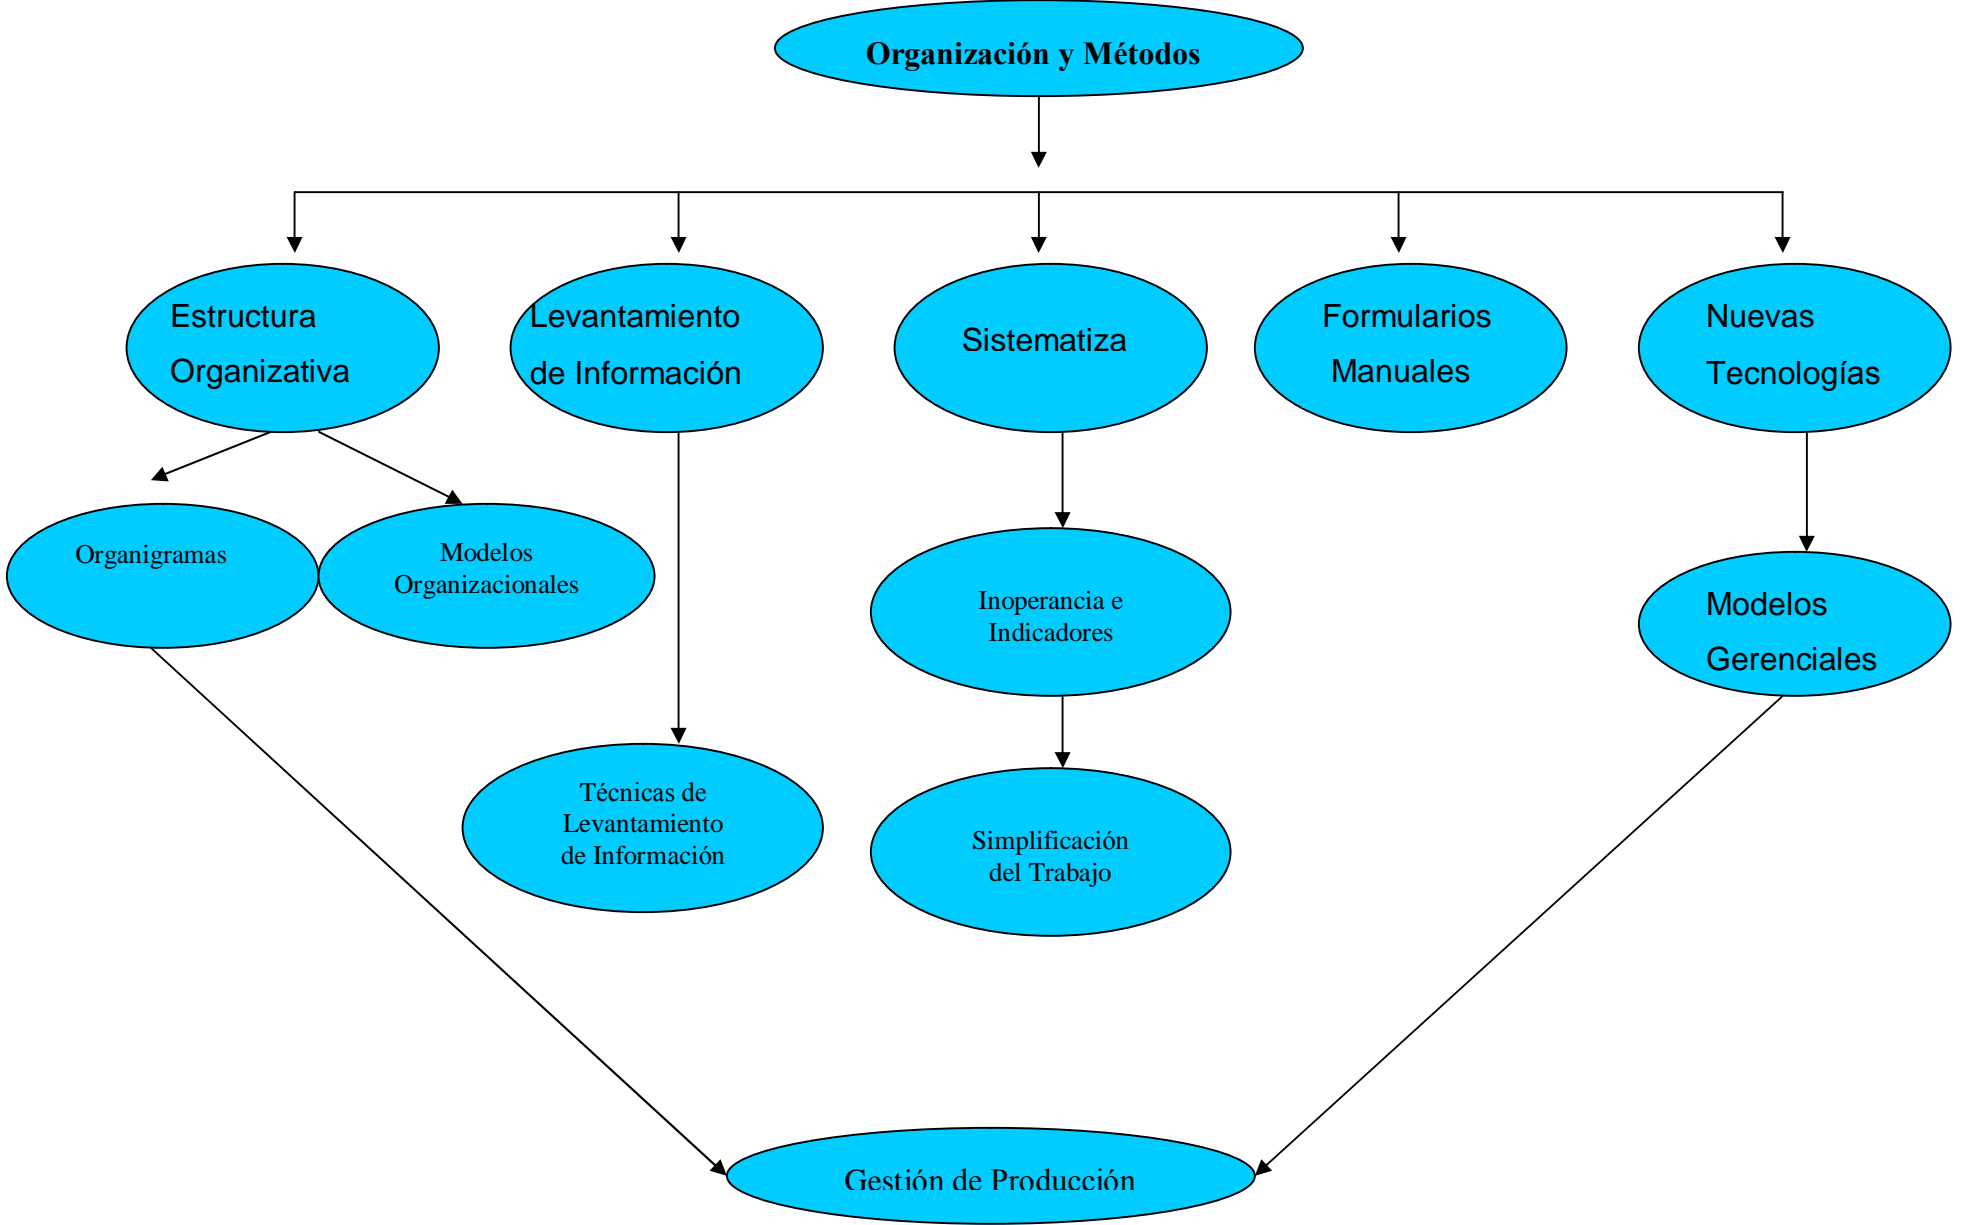 Organización y Métodos
Estructura
Organizativa
Levantamiento
de Información
Sistematiza
Formularios
Manuales
Nuevas
Tecnologías
Organigramas
Modelos
Organizacionales
Inoperancia e
Indicadores
Modelos
Gerenciales
Técnicas de
Levantamiento
de Información
Simplificación
del Trabajo
Gestión de Producción